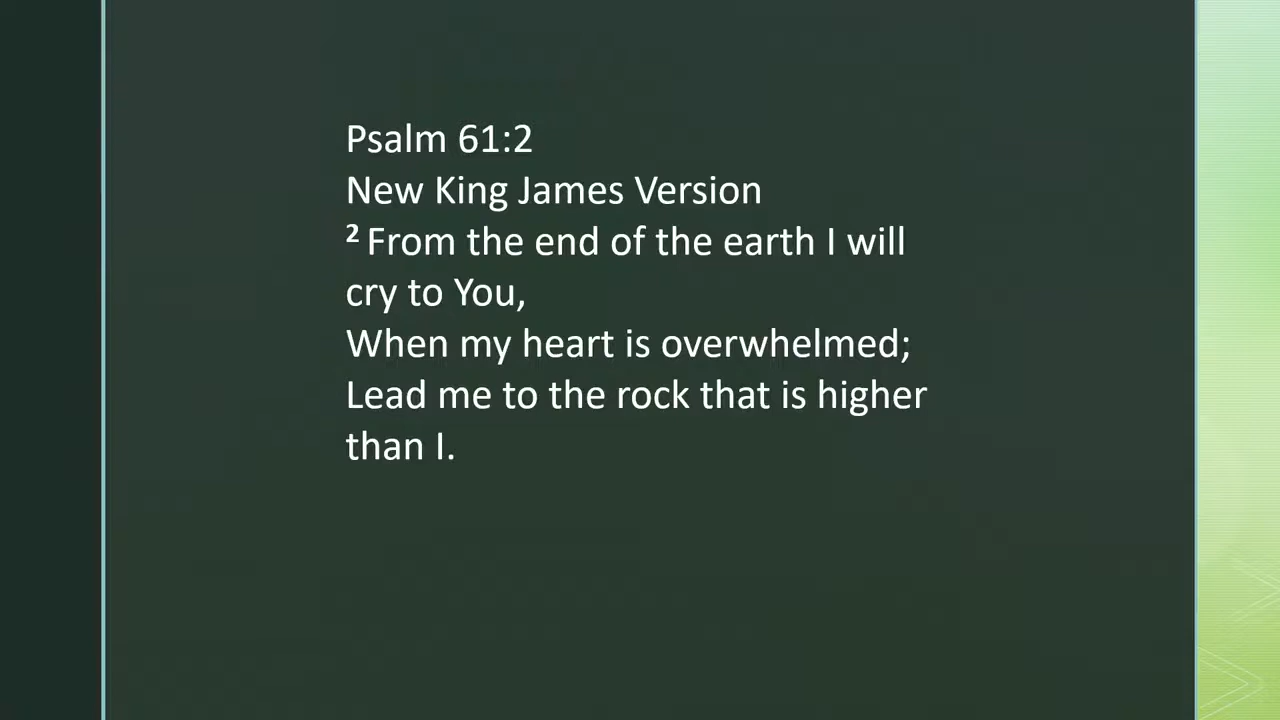 Psalm 61:2
New King James Version
2 From the end of the earth I will
cry to You,
When my heart is overwhelmed;
Lead me to the rock that is higher
than I.